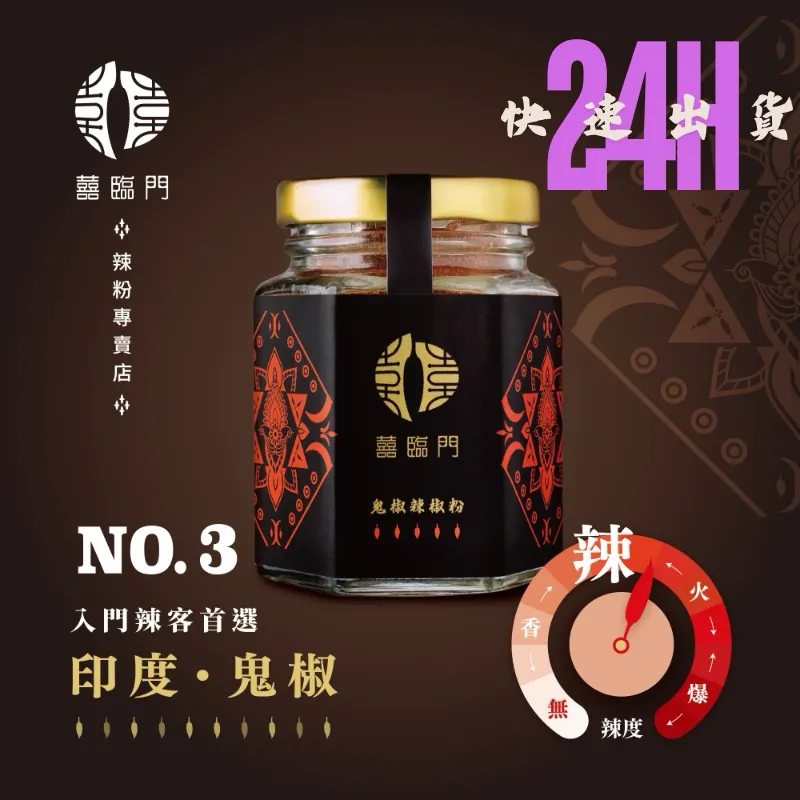 囍臨門
辣粉專賣店
24H
快速出貨
囍臨門
鬼椒辣椒粉
NO.3
入門辣客首選
印度・鬼椒
辣
火
香
爆
無
辣度